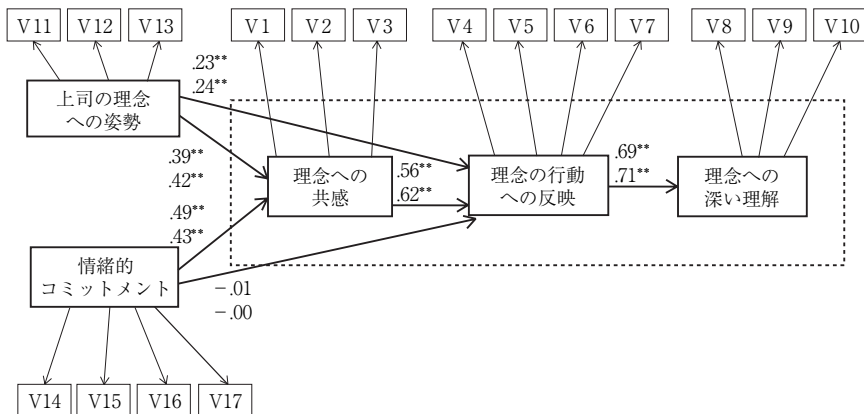 V11
V12
V13
V1
V2
V3
V4
V5
V6
V7
V8
V9
V10
上司の理念
への姿勢
.23**
.24**
.39**
.42**
理念への
共感
.56**
.62**
理念の行動
への反映
.69**
.71**
理念への
深い理解
.49**
.43**
情緒的
コミットメント
−.01
−.00
V14
V15
V16
V17